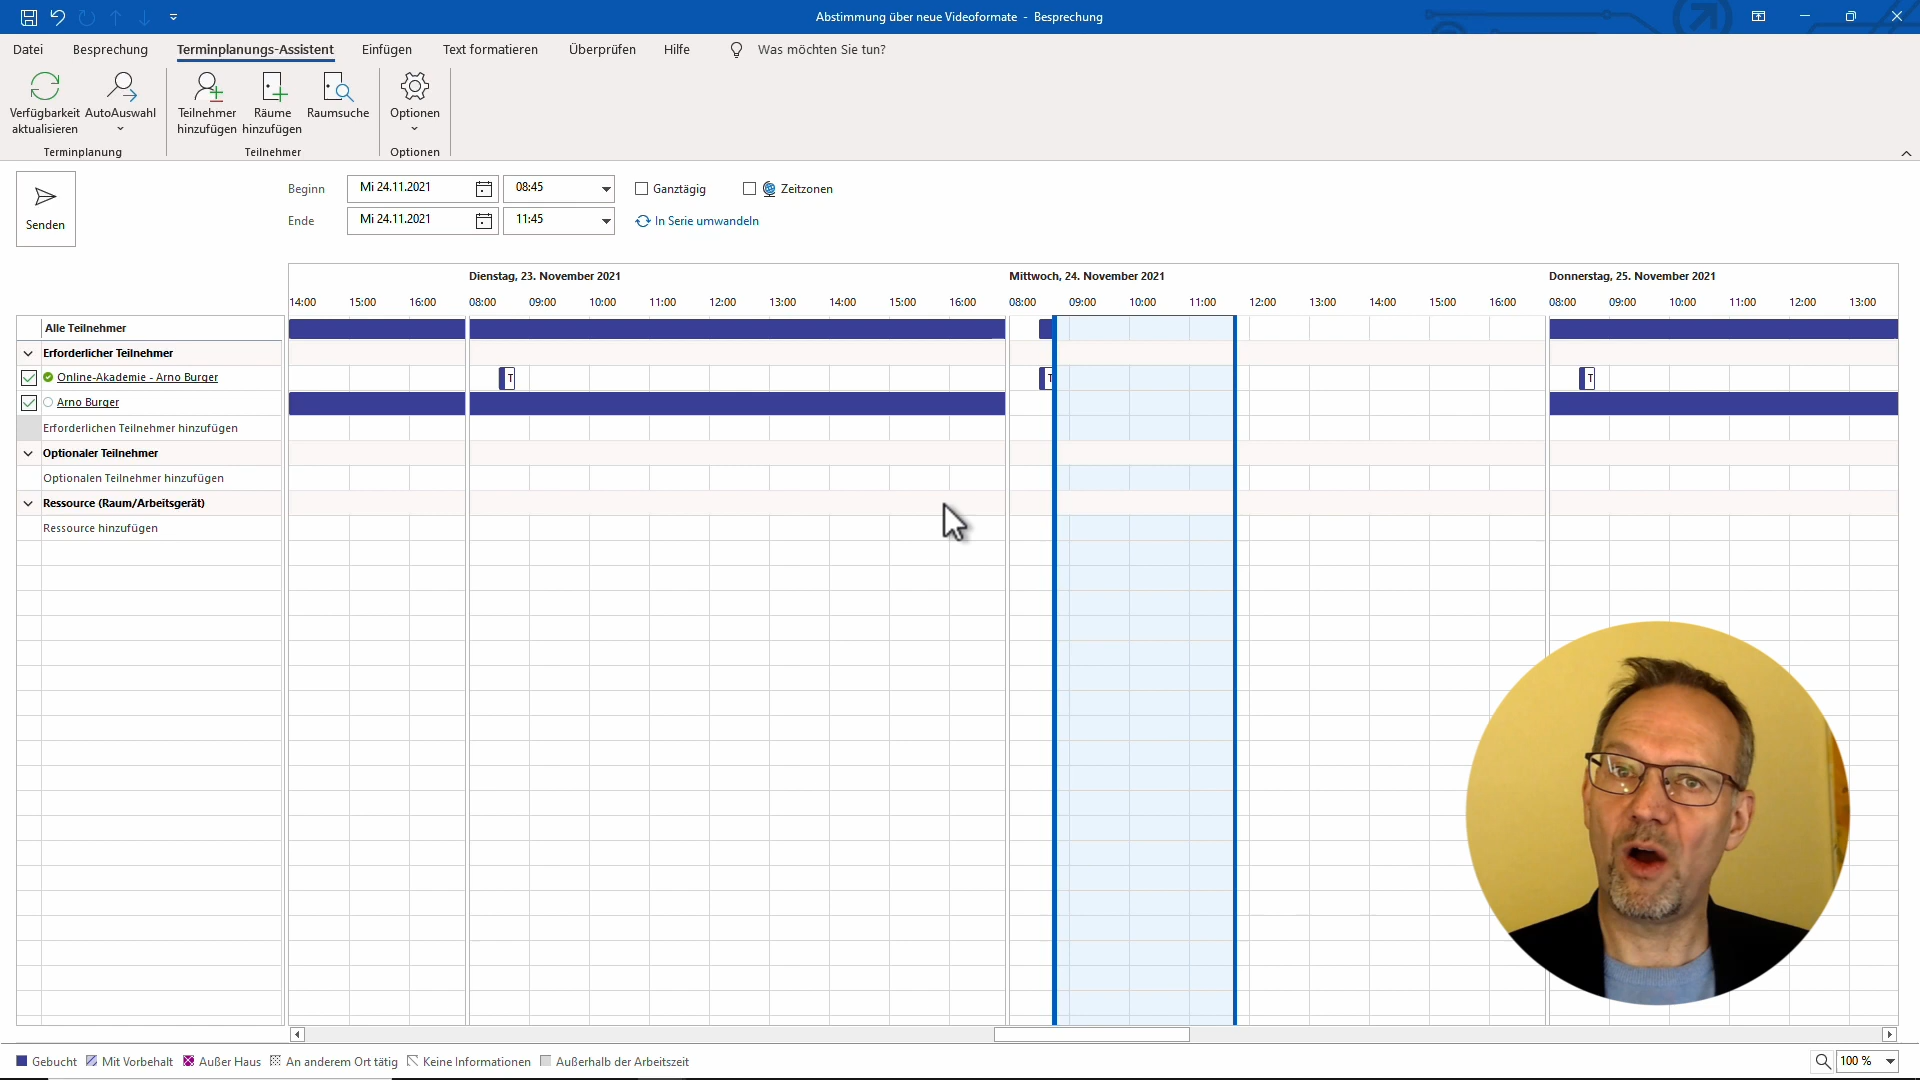 Abstimmung über neue Videoformate - Besprechung
Datei Besprechung Terminplanungs-Assistent Einfügen Text formatieren Überprüfen Hilfe Was möchten Sie tun?
Verfügbarkeit aktualisieren
AutoAuswahl
Teilnehmer hinzufügen
Räume hinzufügen
Raumsuche
Optionen
Terminplanung Teilnehmer Optionen
Senden
Beginn Mi 24.11.2021 08:45 Ganztägig Zeitzonen
Ende Mi 24.11.2021 11:45 In Serie umwandeln
Dienstag, 23. November 2021 Mittwoch, 24. November 2021 Donnerstag, 25. November 2021
14:00 15:00 16:00 08:00 09:00 10:00 11:00 12:00 13:00 14:00 15:00 16:00 08:00 09:00 10:00 11:00 12:00 13:00 14:00 15:00 16:00 08:00 09:00 10:00 11:00 12:00 13:00
Alle Teilnehmer
Erforderlicher Teilnehmer
Online-Akademie - Arno Burger T T T
Arno Burger
Erforderlichen Teilnehmer hinzufügen
Optionaler Teilnehmer
Optionalen Teilnehmer hinzufügen
Ressource (Raum/Arbeitsgerät)
Ressource hinzufügen
Gebucht Mit Vorbehalt Außer Haus An anderem Ort tätig Keine Informationen Außerhalb der Arbeitszeit 100 %